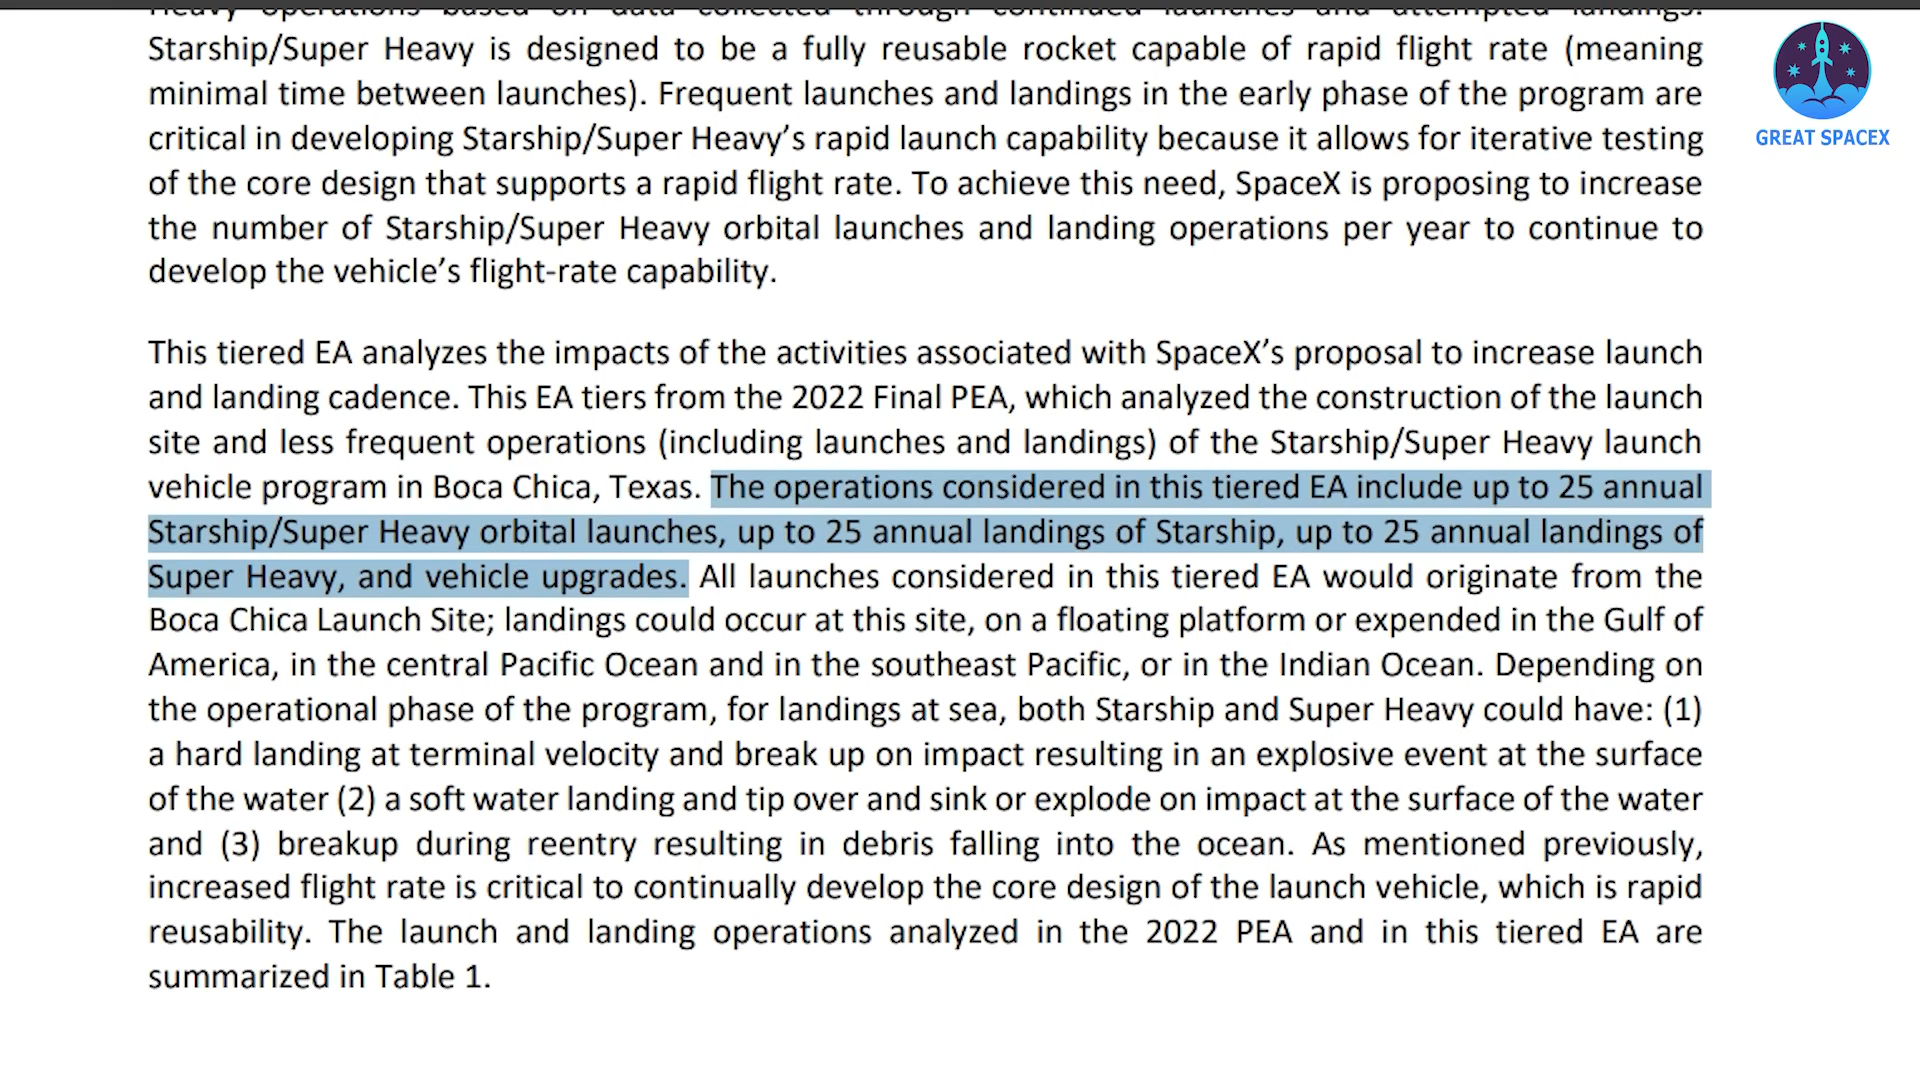 Heavy operations based on data collected through continued launches and attempted landings.
Starship/Super Heavy is designed to be a fully reusable rocket capable of rapid flight rate (meaning
minimal time between launches). Frequent launches and landings in the early phase of the program are
critical in developing Starship/Super Heavy’s rapid launch capability because it allows for iterative testing
of the core design that supports a rapid flight rate. To achieve this need, SpaceX is proposing to increase
the number of Starship/Super Heavy orbital launches and landing operations per year to continue to
develop the vehicle’s flight-rate capability.
This tiered EA analyzes the impacts of the activities associated with SpaceX’s proposal to increase launch
and landing cadence. This EA tiers from the 2022 Final PEA, which analyzed the construction of the launch
site and less frequent operations (including launches and landings) of the Starship/Super Heavy launch
vehicle program in Boca Chica, Texas. The operations considered in this tiered EA include up to 25 annual
Starship/Super Heavy orbital launches, up to 25 annual landings of Starship, up to 25 annual landings of
Super Heavy, and vehicle upgrades. All launches considered in this tiered EA would originate from the
Boca Chica Launch Site; landings could occur at this site, on a floating platform or expended in the Gulf of
America, in the central Pacific Ocean and in the southeast Pacific, or in the Indian Ocean. Depending on
the operational phase of the program, for landings at sea, both Starship and Super Heavy could have: (1)
a hard landing at terminal velocity and break up on impact resulting in an explosive event at the surface
of the water (2) a soft water landing and tip over and sink or explode on impact at the surface of the water
and (3) breakup during reentry resulting in debris falling into the ocean. As mentioned previously,
increased flight rate is critical to continually develop the core design of the launch vehicle, which is rapid
reusability. The launch and landing operations analyzed in the 2022 PEA and in this tiered EA are
summarized in Table 1.
GREAT SPACEX